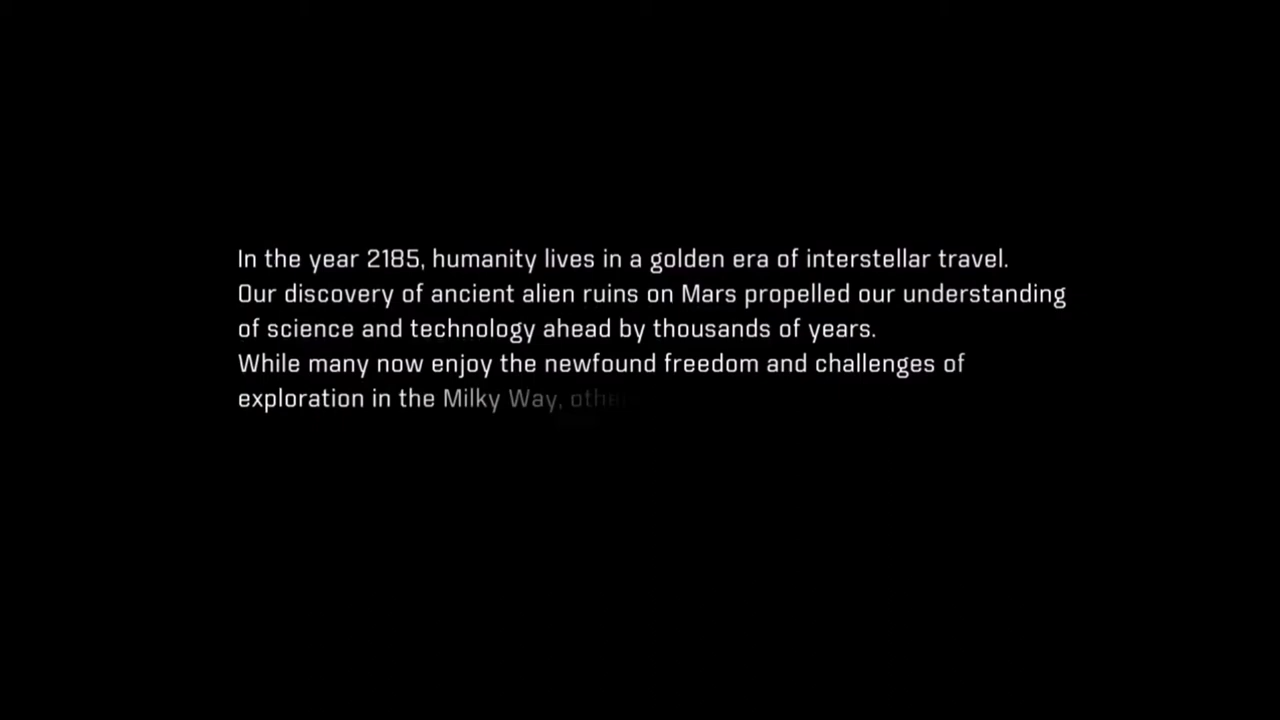 In the year 2185, humanity lives in a golden era of interstellar travel.
Our discovery of ancient alien ruins on Mars propelled our understanding
of science and technology ahead by thousands of years.
While many now enjoy the newfound freedom and challenges of
exploration in the Milky Way,